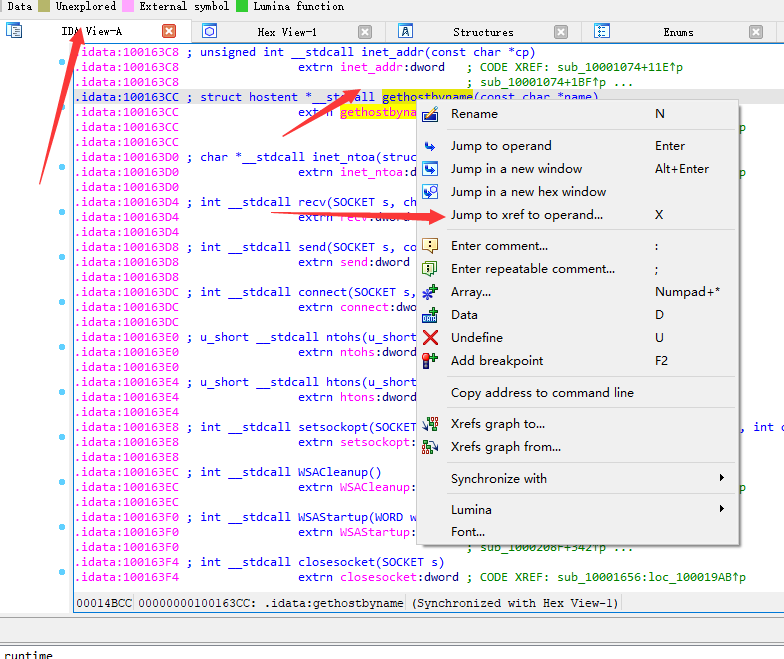 Data Unexplored External symbol Lumina function
IDA View-A Hex View-1 Structures Enums
.idata:100163C8 ; unsigned int __stdcall inet_addr(const char *cp)
.idata:100163C8 extrn inet_addr:dword ; CODE XREF: sub_10001074+11E↑p
.idata:100163C8 ; sub_10001074+1BF↑p ...
.idata:100163CC ; struct hostent *__stdcall gethostbyname(const char *name)
.idata:100163CC extrn gethostbyna
.idata:100163CC p
.idata:100163CC
.idata:100163D0 ; char *__stdcall inet_ntoa(struc
.idata:100163D0 extrn inet_ntoa:d p
.idata:100163D0
.idata:100163D4 ; int __stdcall recv(SOCKET s, ch
.idata:100163D4 extrn recv:dword
.idata:100163D4
.idata:100163D8 ; int __stdcall send(SOCKET s, co
.idata:100163D8 extrn send:dword
.idata:100163D8
.idata:100163DC ; int __stdcall connect(SOCKET s,
.idata:100163DC extrn connect:dwo
.idata:100163DC
.idata:100163E0 ; u_short __stdcall ntohs(u_short
.idata:100163E0 extrn ntohs:dword
.idata:100163E0
.idata:100163E4 ; u_short __stdcall htons(u_short
.idata:100163E4 extrn htons:dword
.idata:100163E4
.idata:100163E8 ; int __stdcall setsockopt(SOCKET , int o
.idata:100163E8 extrn setsockopt:
.idata:100163E8
.idata:100163EC ; int __stdcall WSACleanup()
.idata:100163EC extrn WSACleanup: p
.idata:100163EC
.idata:100163F0 ; int __stdcall WSAStartup(WORD w
.idata:100163F0 extrn WSAStartup:
.idata:100163F0 ; sub_1000208F+342↑p ...
.idata:100163F4 ; int __stdcall closesocket(SOCKET s)
.idata:100163F4 extrn closesocket:dword ; CODE XREF: sub_10001656:loc_100019AB↑p
Rename N
Jump to operand Enter
Jump in a new window Alt+Enter
Jump in a new hex window
Jump to xref to operand... X
Enter comment... :
Enter repeatable comment... ;
Array... Numpad+*
Data D
Undefine U
Add breakpoint F2
Copy address to command line
Xrefs graph to...
Xrefs graph from...
Synchronize with
Lumina
Font...
00014BCC 00000000100163CC: .idata:gethostbyname (Synchronized with Hex View-1)
runtime